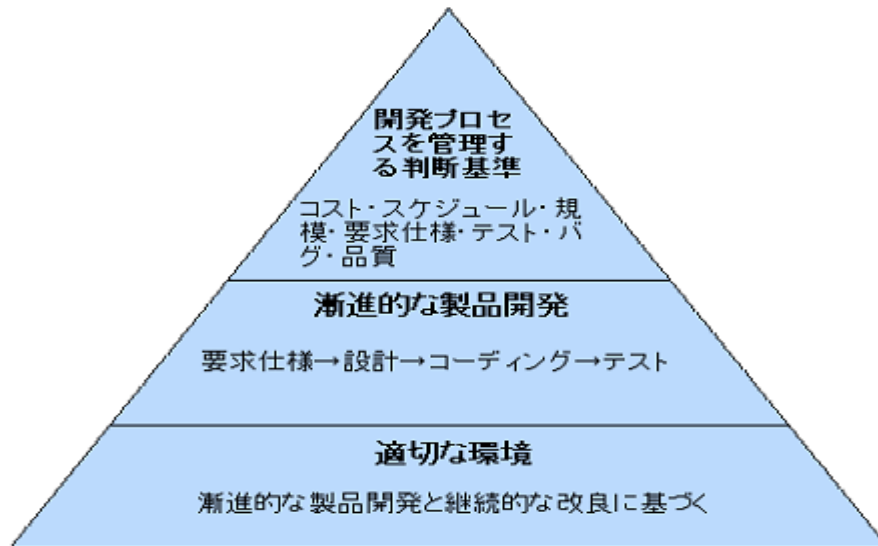 開発プロセ
スを管理す
る判断基準
コスト・スケジュール・規
模・要求仕様・テスト・バ
グ・品質
漸進的な製品開発
要求仕様→設計→コーディング→テスト
適切な環境
漸進的な製品開発と継続的な改良に基づく